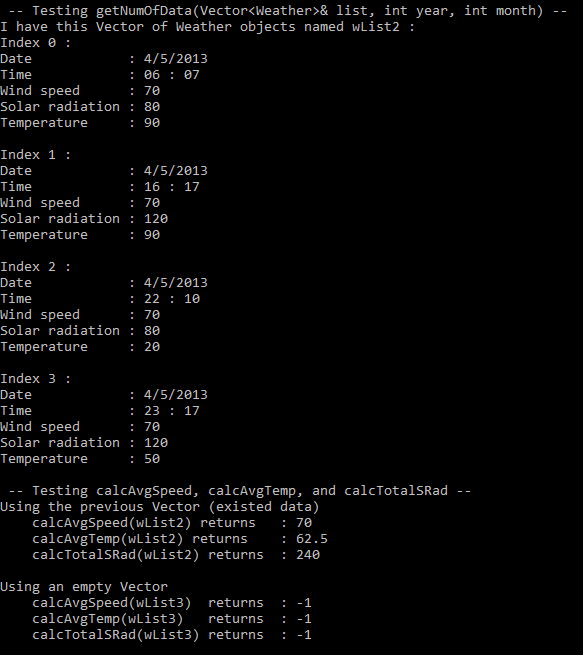 -- Testing getNumOfData(Vector<Weather>& list, int year, int month) --
I have this Vector of Weather objects named wList2 :
Index 0 :
Date : 4/5/2013
Time : 06 : 07
Wind speed : 70
Solar radiation : 80
Temperature : 90
Index 1 :
Date : 4/5/2013
Time : 16 : 17
Wind speed : 70
Solar radiation : 120
Temperature : 90
Index 2 :
Date : 4/5/2013
Time : 22 : 10
Wind speed : 70
Solar radiation : 80
Temperature : 20
Index 3 :
Date : 4/5/2013
Time : 23 : 17
Wind speed : 70
Solar radiation : 120
Temperature : 50
-- Testing calcAvgSpeed, calcAvgTemp, and calcTotalSRad --
Using the previous Vector (existed data)
calcAvgSpeed(wList2) returns : 70
calcAvgTemp(wList2) returns : 62.5
calcTotalSRad(wList2) returns : 240
Using an empty Vector
calcAvgSpeed(wList3) returns : -1
calcAvgTemp(wList3) returns : -1
calcTotalSRad(wList3) returns : -1